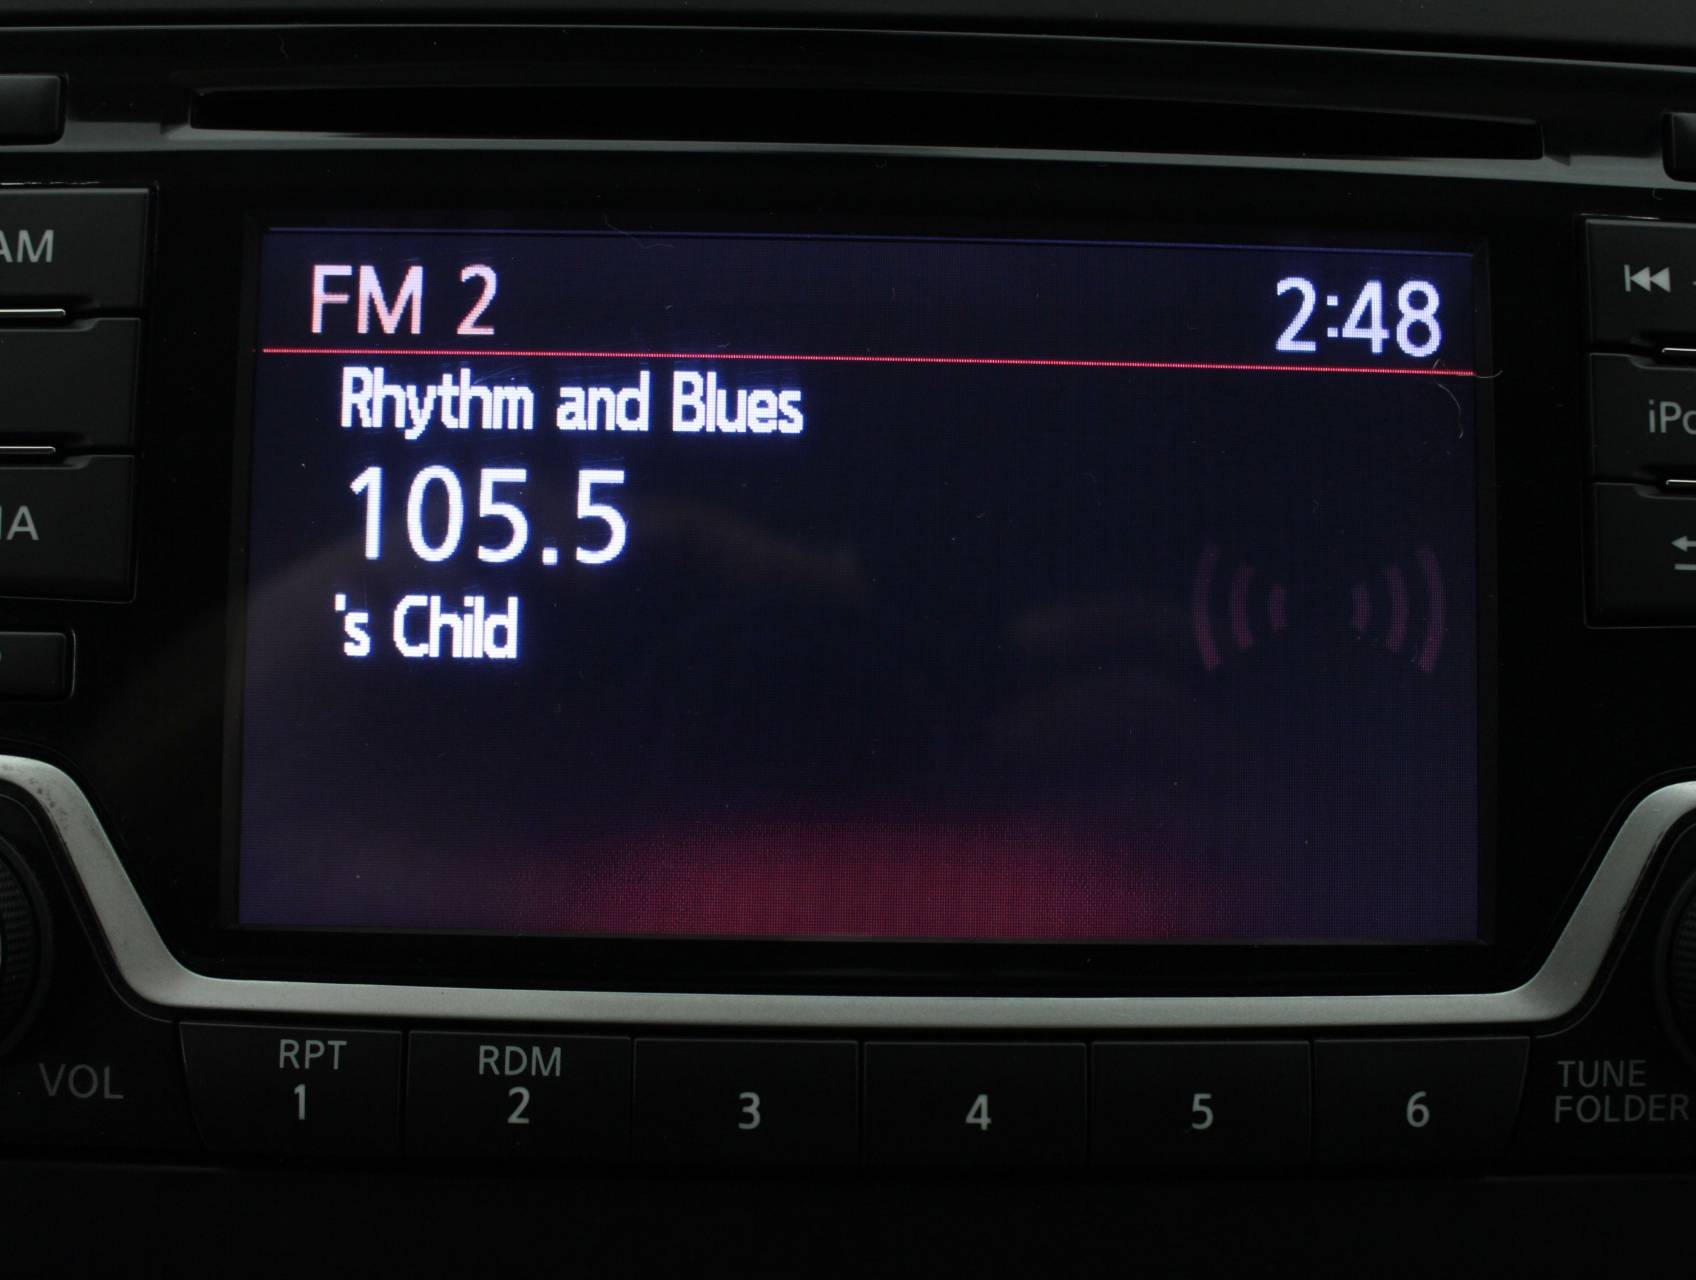 AM
FM 2 2:48
Rhythm and Blues
105.5
's Child
VOL
RPT
1
RDM
2
3
4
5
6
TUNE
FOLDER